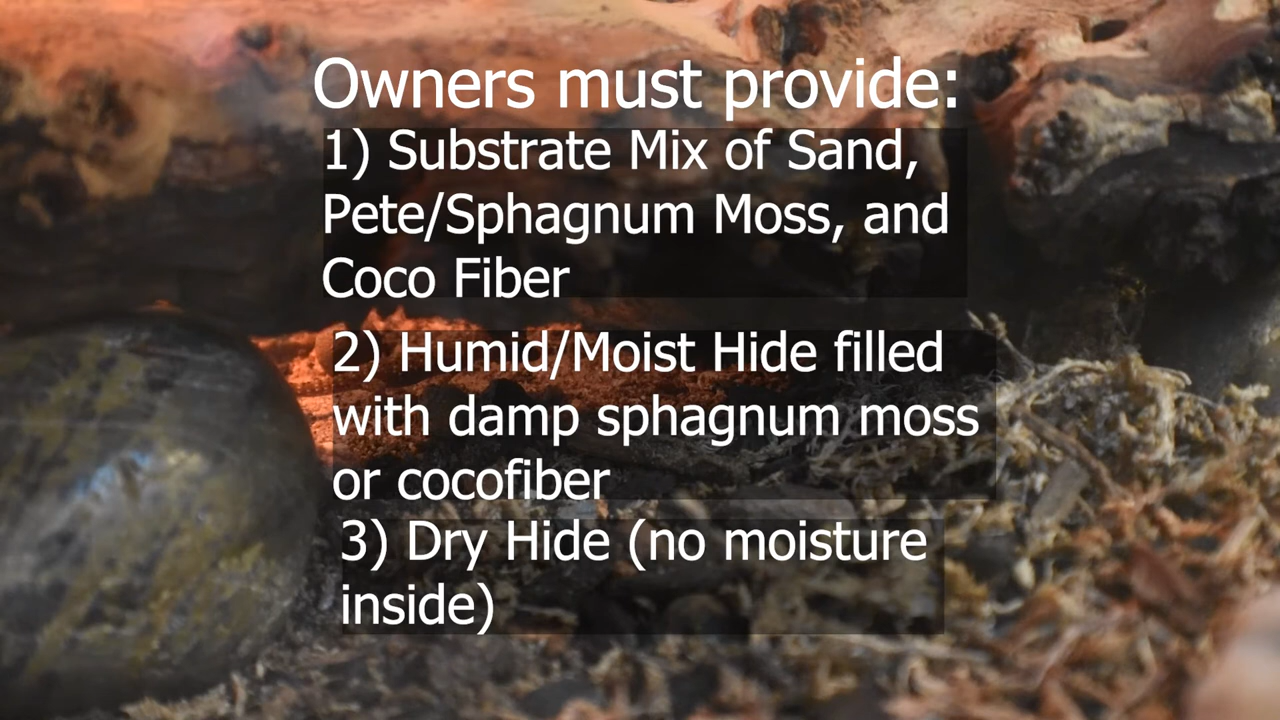 Owners must provide:
1) Substrate Mix of Sand,
Pete/Sphagnum Moss, and
Coco Fiber
2) Humid/Moist Hide filled
with damp sphagnum moss
or cocofiber
3) Dry Hide (no moisture
inside)